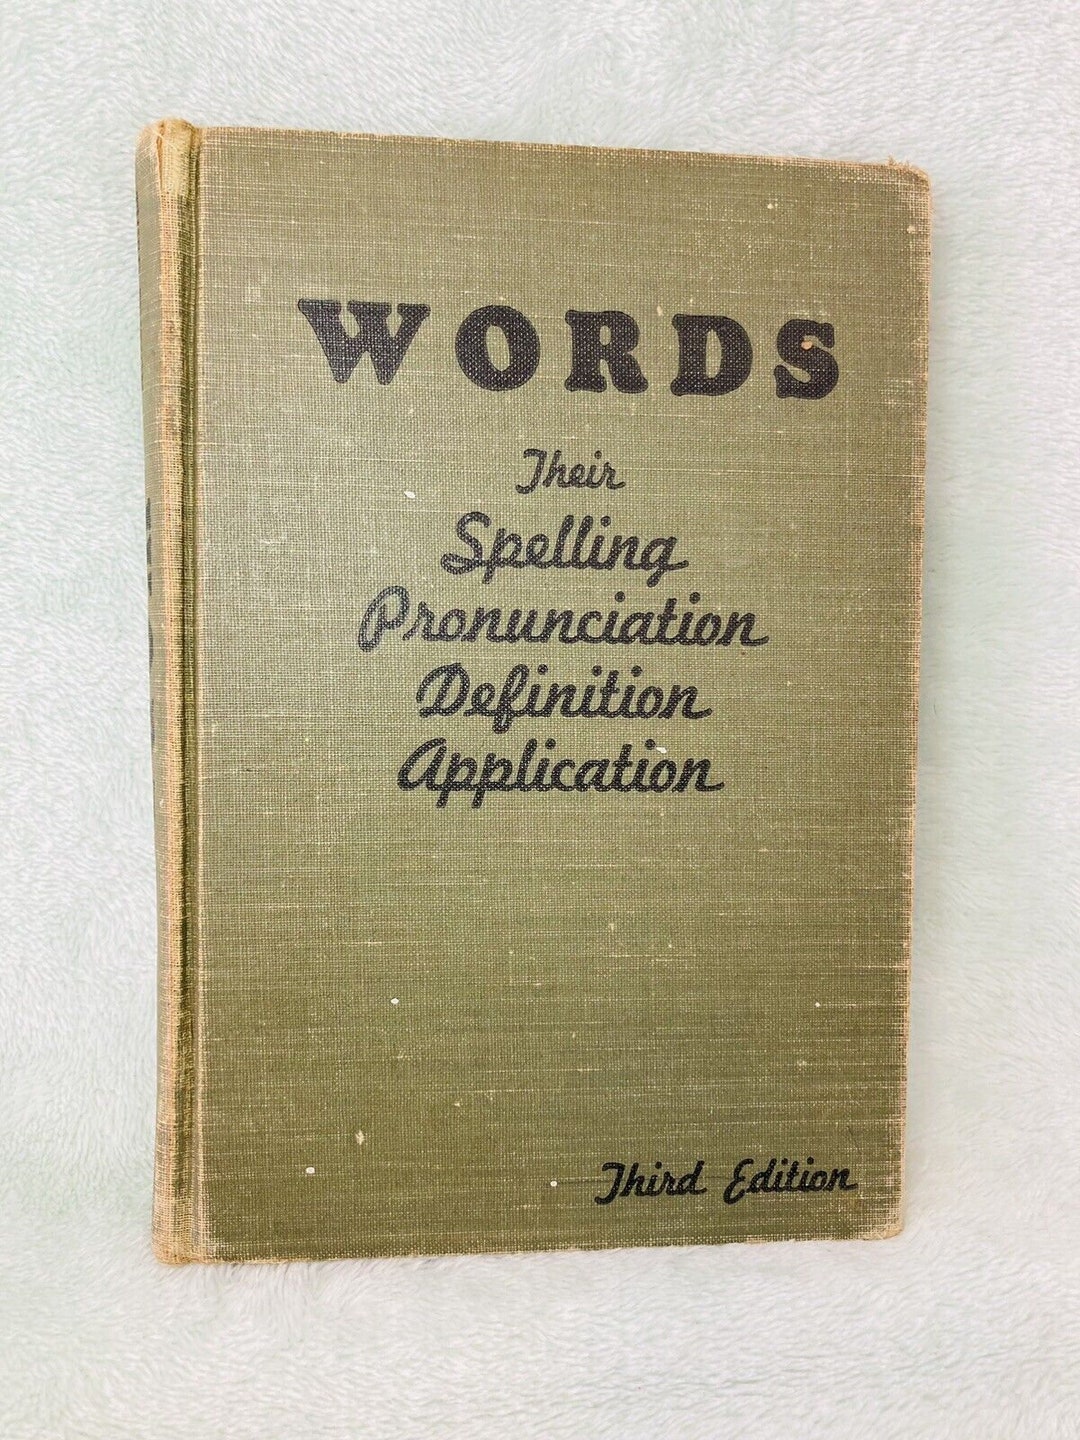 WORDS
Their
Spelling
Pronunciation
Definition
Application
Third Edition